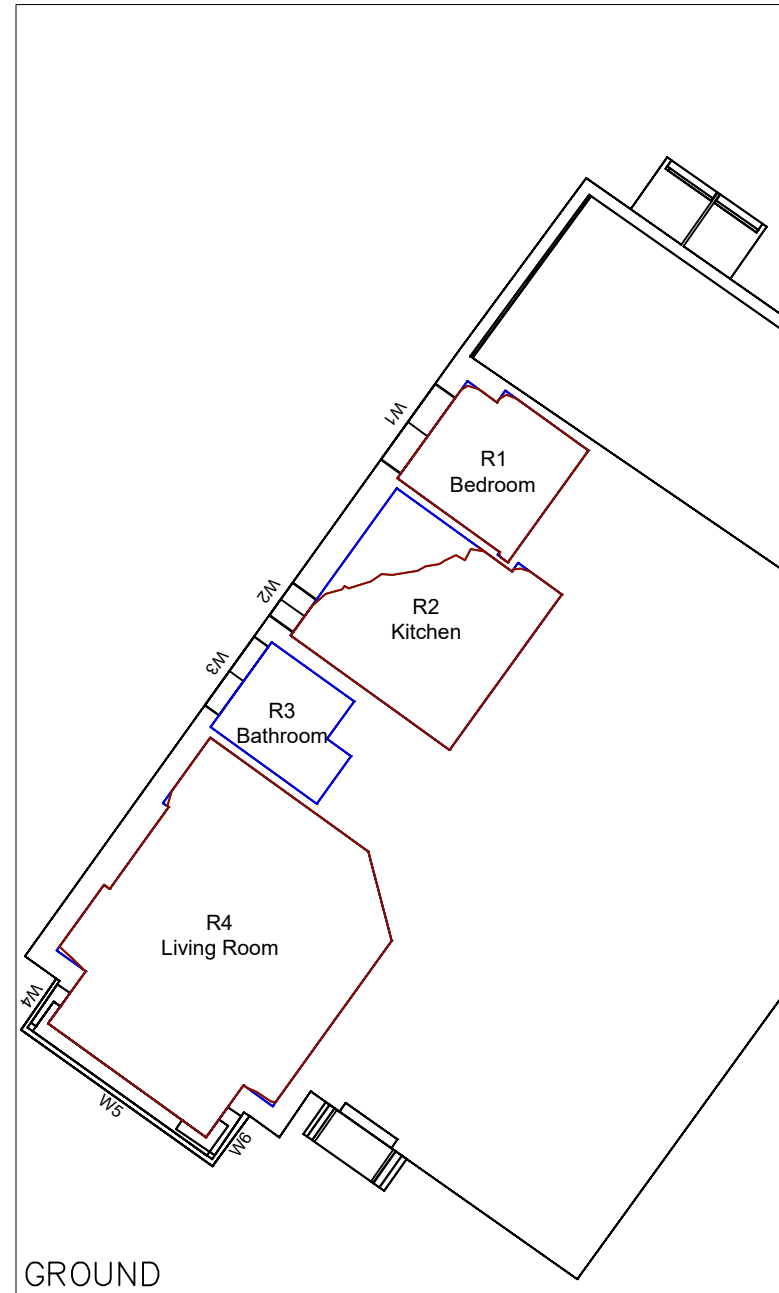 W1
R1
Bedroom
W2
R2
Kitchen
W3
R3
Bathroom
R4
Living Room
W4
W5
W6
GROUND